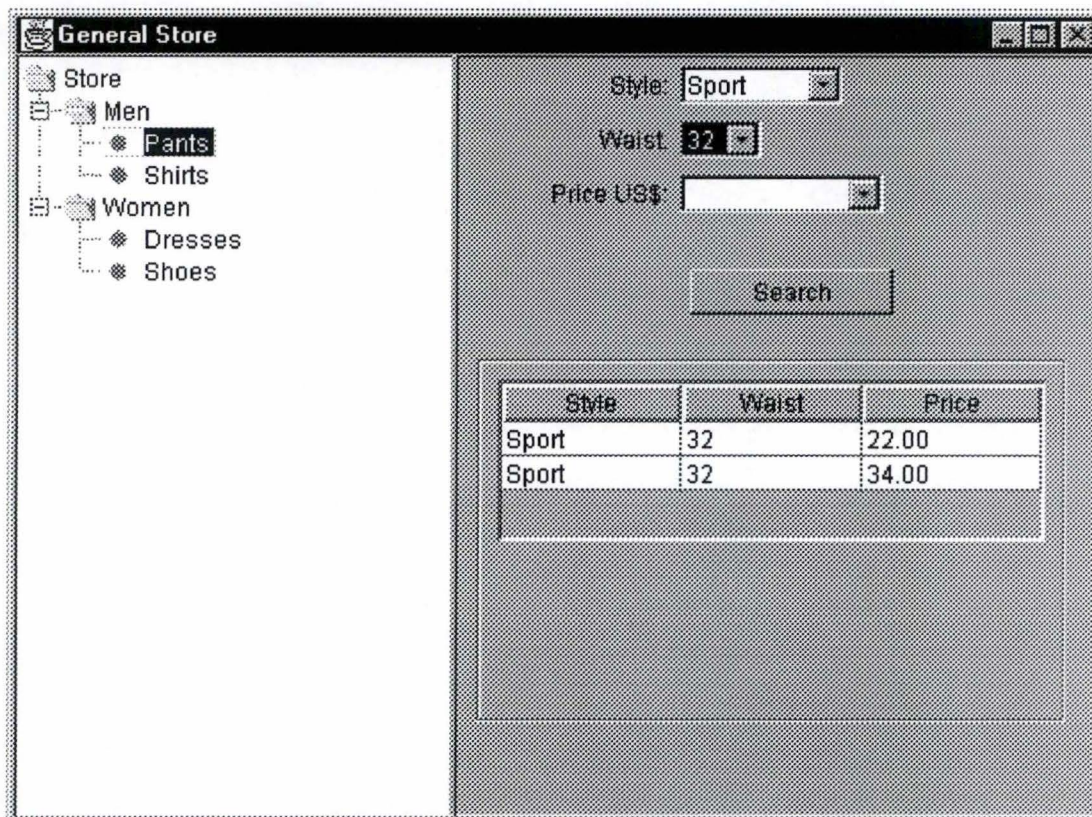 General Store
Store
Men
Pants
Shirts
Women
Dresses
Shoes
Style: Sport
Waist: 32
Price US$:
Search
Style Waist Price
Sport 32 22.00
Sport 32 34.00